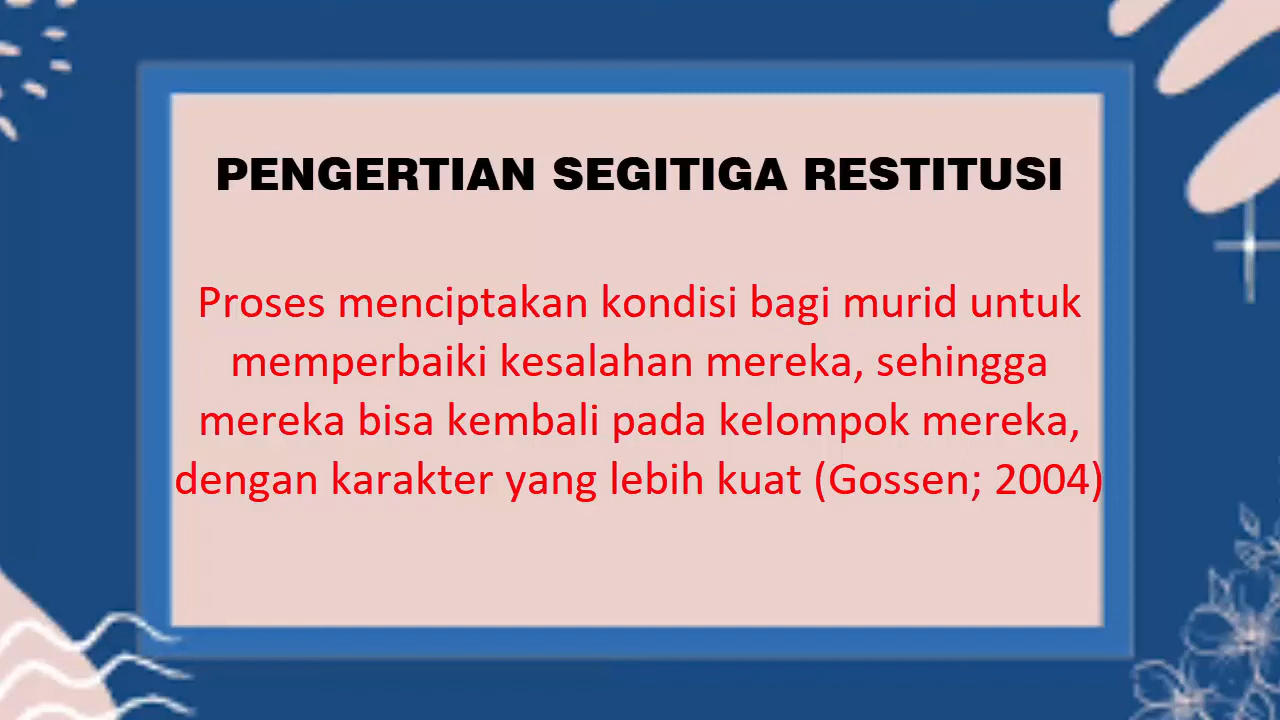 PENGERTIAN SEGITIGA RESTITUSI
Proses menciptakan kondisi bagi murid untuk
memperbaiki kesalahan mereka, sehingga
mereka bisa kembali pada kelompok mereka,
dengan karakter yang lebih kuat (Gossen; 2004)